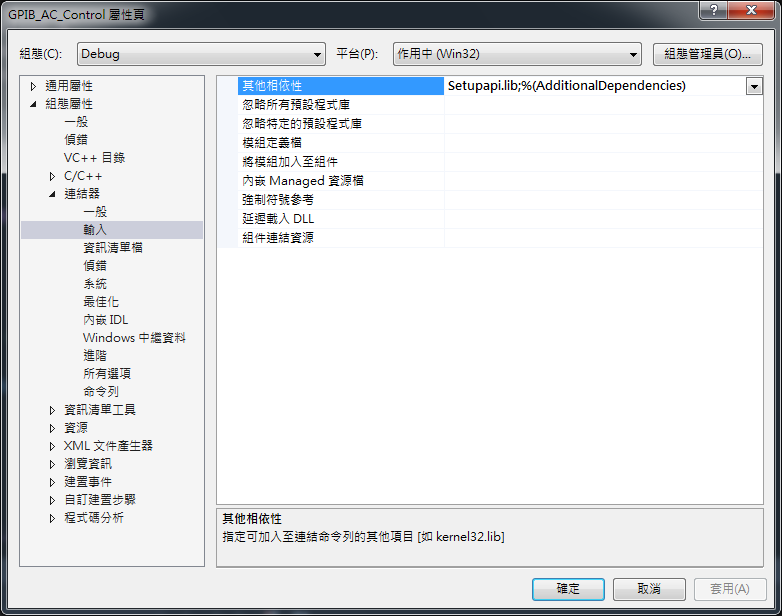 GPIB_AC_Control 屬性頁
組態(C):
Debug
平台(P):
作用中 (Win32)
組態管理員(O)...
通用屬性
組態屬性
一般
偵錯
VC++ 目錄
C/C++
連結器
一般
輸入
資訊清單檔
偵錯
系統
最佳化
內嵌 IDL
Windows 中繼資料
進階
所有選項
命令列
資訊清單工具
資源
XML 文件產生器
瀏覽資訊
建置事件
自訂建置步驟
程式碼分析
其他相依性 Setupapi.lib;%(AdditionalDependencies)
忽略所有預設程式庫
忽略特定的預設程式庫
模組定義檔
將模組加入至組件
內嵌 Managed 資源檔
強制符號參考
延遲載入 DLL
組件連結資源
其他相依性
指定可加入至連結命令列的其他項目 [如 kernel32.lib]
確定
取消
套用(A)